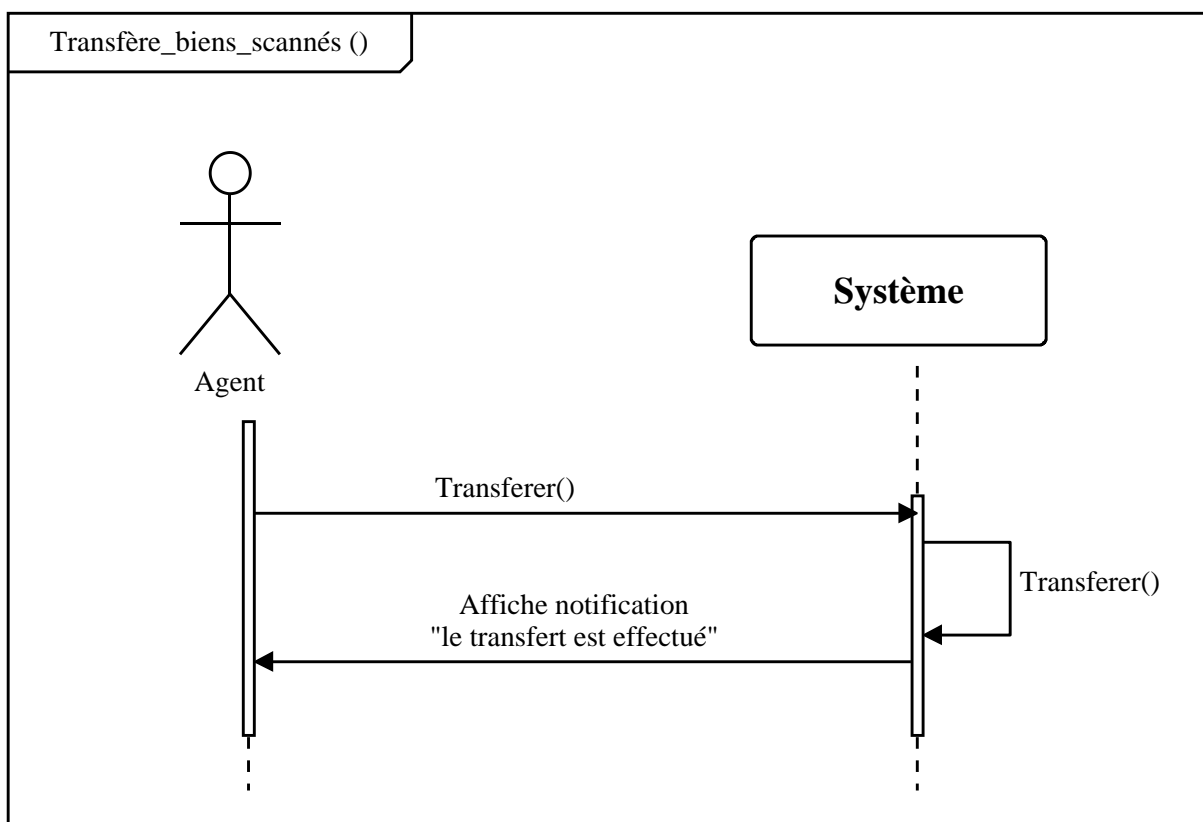 Transfère_biens_scannés ()
Système
Agent
Transferer()
Transferer()
Affiche notification
"le transfert est effectué"